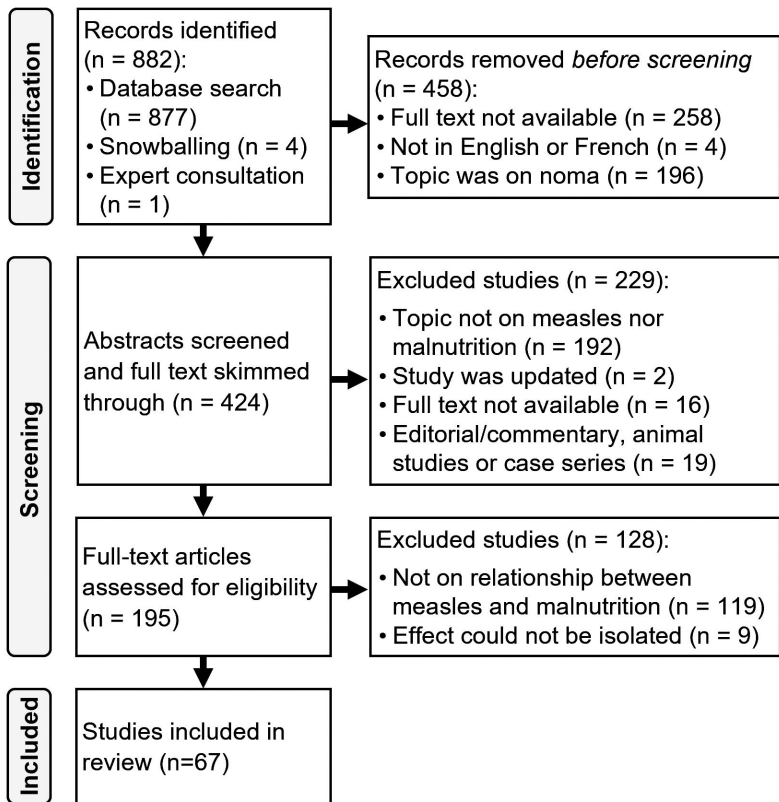 Identification
Records identified
(n = 882):
• Database search
(n = 877)
• Snowballing (n = 4)
• Expert consultation
(n = 1)
Records removed before screening
(n = 458):
• Full text not available (n = 258)
• Not in English or French (n = 4)
• Topic was on noma (n = 196)
Screening
Abstracts screened
and full text skimmed
through (n = 424)
Excluded studies (n = 229):
• Topic not on measles nor
malnutrition (n = 192)
• Study was updated (n = 2)
• Full text not available (n = 16)
• Editorial/commentary, animal
studies or case series (n = 19)
Full-text articles
assessed for eligibility
(n = 195)
Excluded studies (n = 128):
• Not on relationship between
measles and malnutrition (n = 119)
• Effect could not be isolated (n = 9)
Included
Studies included in
review (n=67)